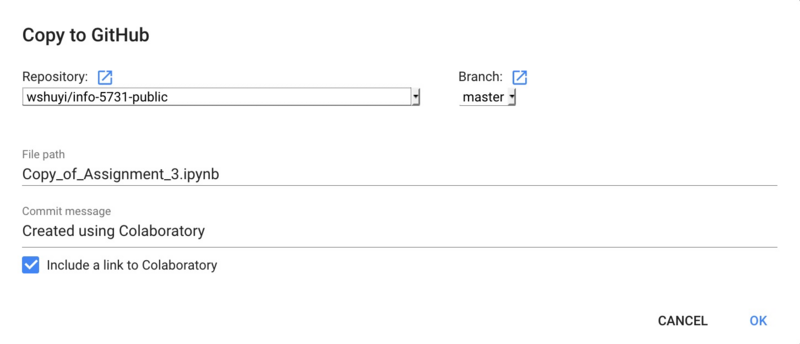 Copy to GitHub
Repository: Branch:
wshuyi/info-5731-public master
File path
Copy_of_Assignment_3.ipynb
Commit message
Created using Colaboratory
Include a link to Colaboratory
CANCEL OK